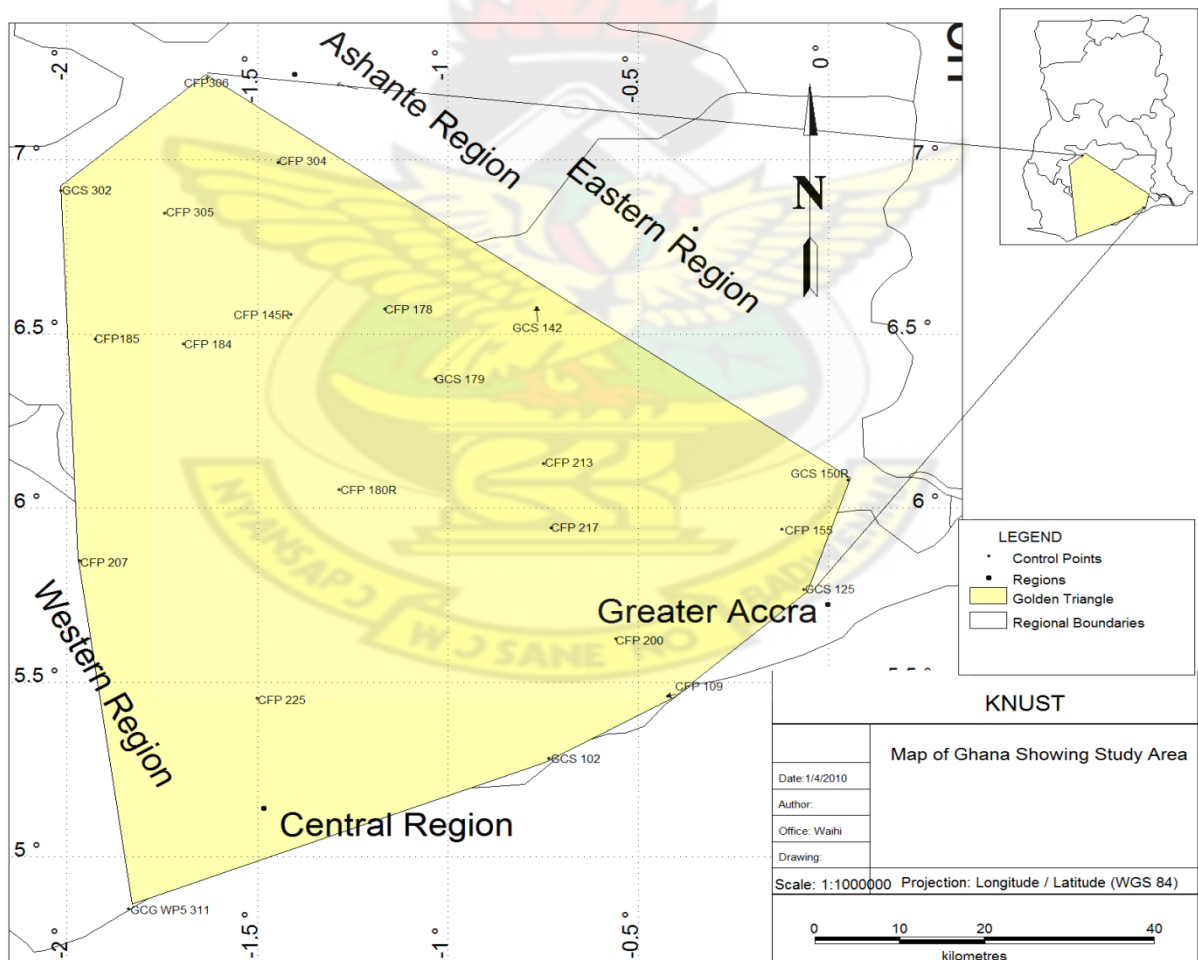 -2 °
-1.5 °
-1 °
-0.5 °
0 °
Ashante Region
CFP306
7 °
CFP 304
7 °
GCS 302
CFP 305
Eastern Region
N
CFP 145R
CFP 178
GCS 142
6.5 °
6.5 °
CFP185
CFP 184
GCS 179
CFP 213
GCS 150R
CFP 180R
6 °
6 °
CFP 217
CFP 155
CFP 207
GCS 125
Western Region
Greater Accra
CFP 200
5.5 °
CFP 109
CFP 225
GCS 102
Central Region
5 °
GCG WP5 311
-2 °
-1.5 °
-1 °
-0.5 °
NYANSAPƆ
WƆSANE NO
BADWENMA
LEGEND
Control Points
Regions
Golden Triangle
Regional Boundaries
KNUST
Map of Ghana Showing Study Area
Date:1/4/2010
Author:
Office: Waihi
Drawing:
Scale: 1:1000000 Projection: Longitude / Latitude (WGS 84)
0 10 20 40
kilometres